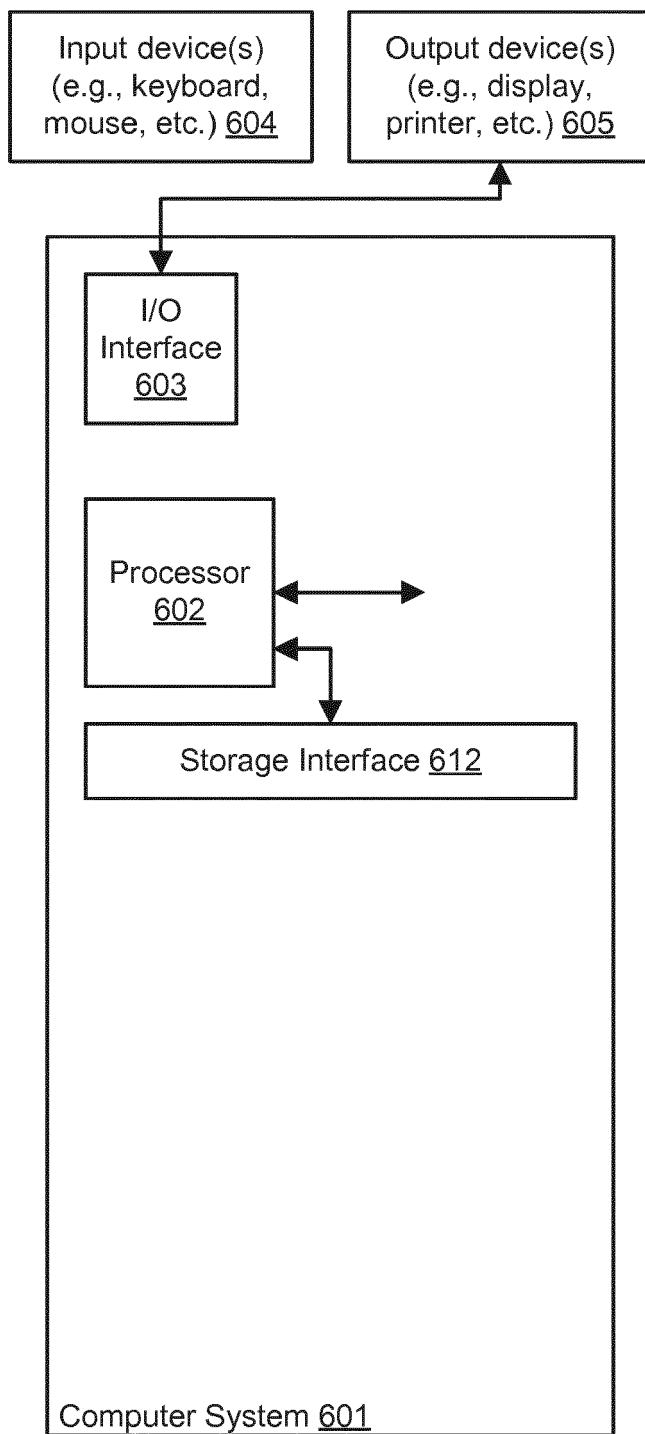 Input device(s)
(e.g., keyboard,
mouse, etc.) 604
Output device(s)
(e.g., display,
printer, etc.) 605
I/O
Interface
603
Processor
602
Storage Interface 612
Computer System 601